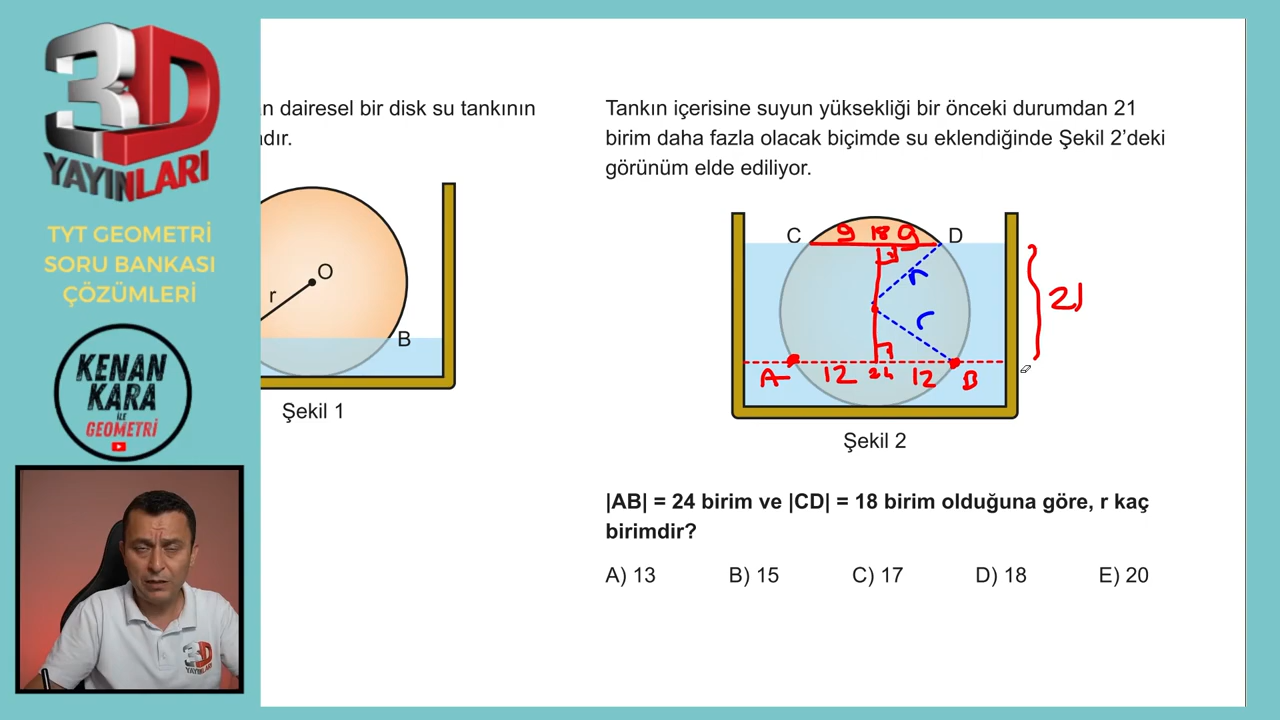 3D
YAYINLARI
TYT GEOMETRİ
SORU BANKASI
ÇÖZÜMLERİ
KENAN
KARA
İLE
GEOMETRİ
3D
YAYINLARI
n dairesel bir disk su tankının
dır.
O
r
B
Şekil 1
Tankın içerisine suyun yüksekliği bir önceki durumdan 21
birim daha fazla olacak biçimde su eklendiğinde Şekil 2'deki
görünüm elde ediliyor.
C 9 18 9 D
r
21
r
A 12 24 12 B
Şekil 2
|AB| = 24 birim ve |CD| = 18 birim olduğuna göre, r kaç
birimdir?
A) 13 B) 15 C) 17 D) 18 E) 20